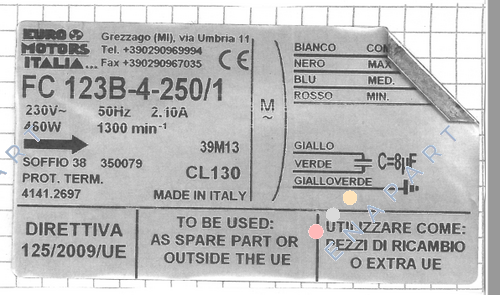 EURO
MOTORS
ITALIA...
Grezzago (Mi), via Umbria 11
Tel. +390290969994
Fax +390290967035
CE
FC 123B-4-250/1
230V~ 50Hz 2.10A
460W 1300 min⁻¹
39M13
SOFFIO 38 350079
CL130
PROT. TERM.
4141.2697
MADE IN ITALY
M
~
BIANCO
NERO MAX
BLU MED.
ROSSO MIN.
GIALLO
VERDE C=8µF
GIALLOVERDE
DIRETTIVA
125/2009/UE
TO BE USED:
AS SPARE PART OR
OUTSIDE THE UE
UTILIZZARE COME:
PEZZI DI RICAMBIO
O EXTRA UE
ENAPART